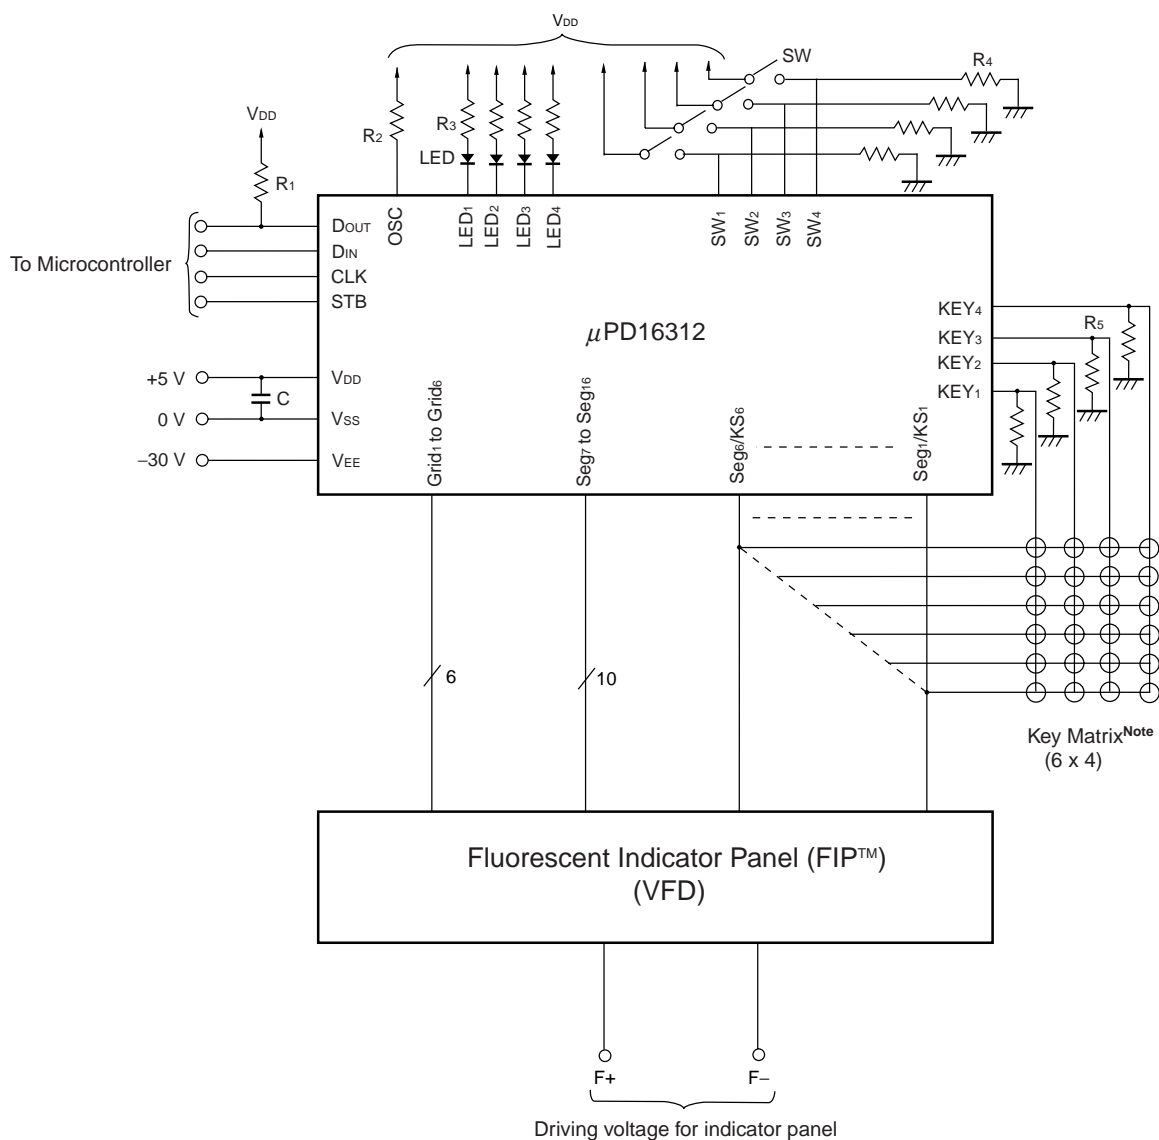 VDD
SW
R4
VDD
R2
R3
LED
R1
OSC
LED1
LED2
LED3
LED4
SW1
SW2
SW3
SW4
To Microcontroller
DOUT
DIN
CLK
STB
μPD16312
KEY4
KEY3
KEY2
KEY1
R5
+5 V
VDD
C
0 V
VSS
–30 V
VEE
Grid1 to Grid6
Seg7 to Seg16
Seg6/KS6
Seg1/KS1
6
10
Key MatrixNote
(6 x 4)
Fluorescent Indicator Panel (FIP™)
(VFD)
F+
F–
Driving voltage for indicator panel